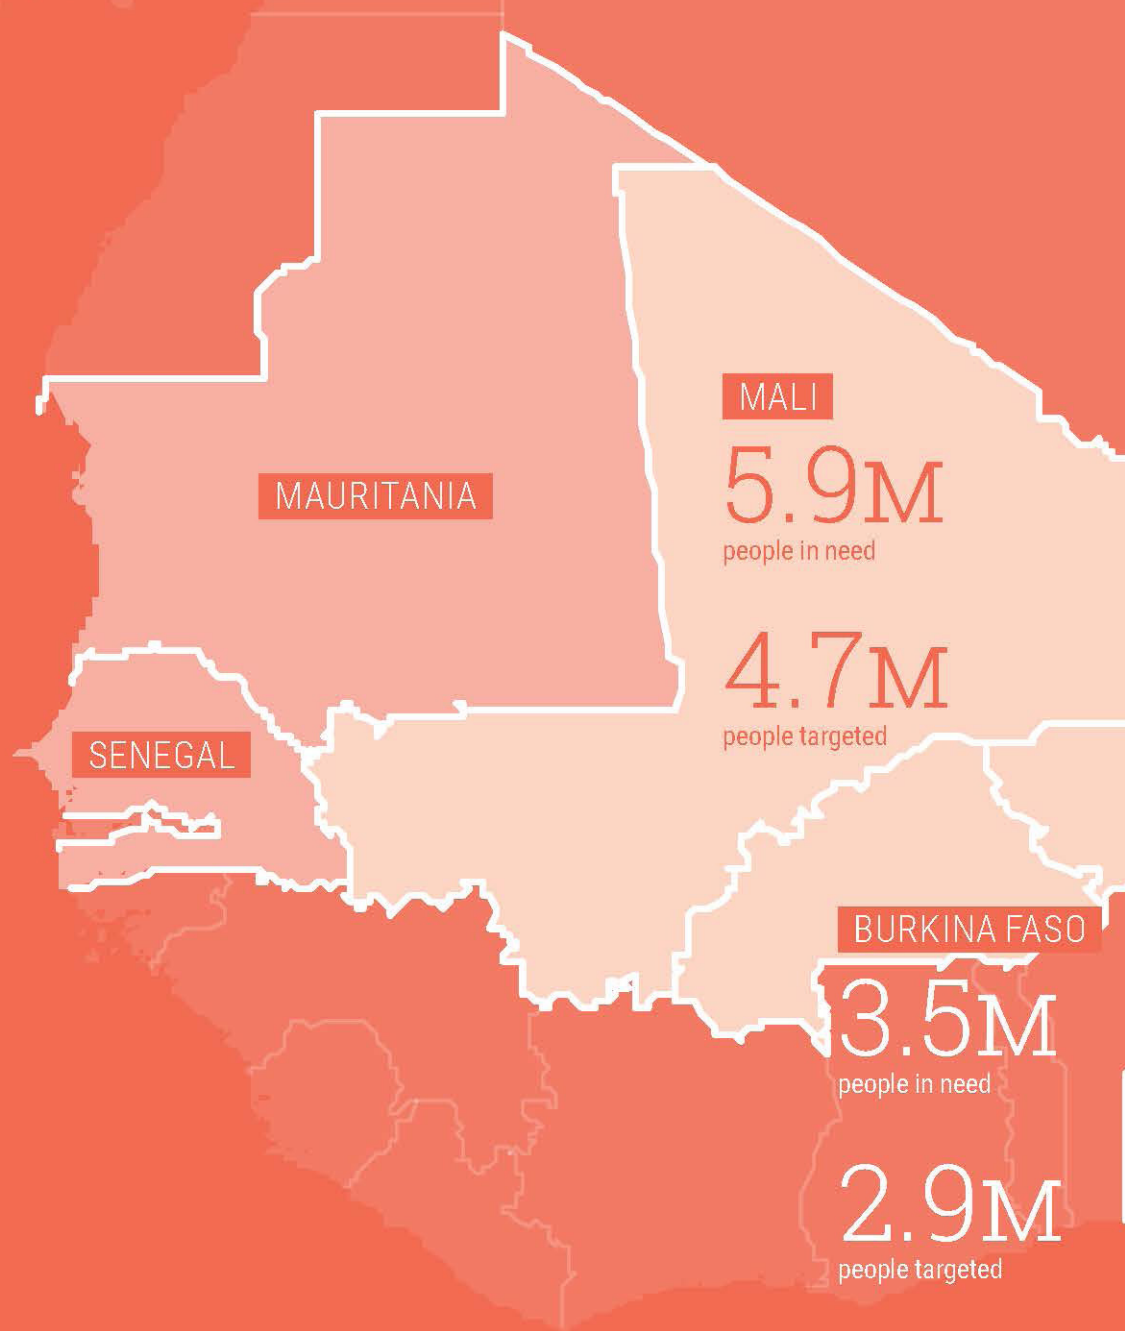 MALI
5.9M
people in need
4.7M
people targeted
MAURITANIA
SENEGAL
BURKINA FASO
3.5M
people in need
2.9M
people targeted